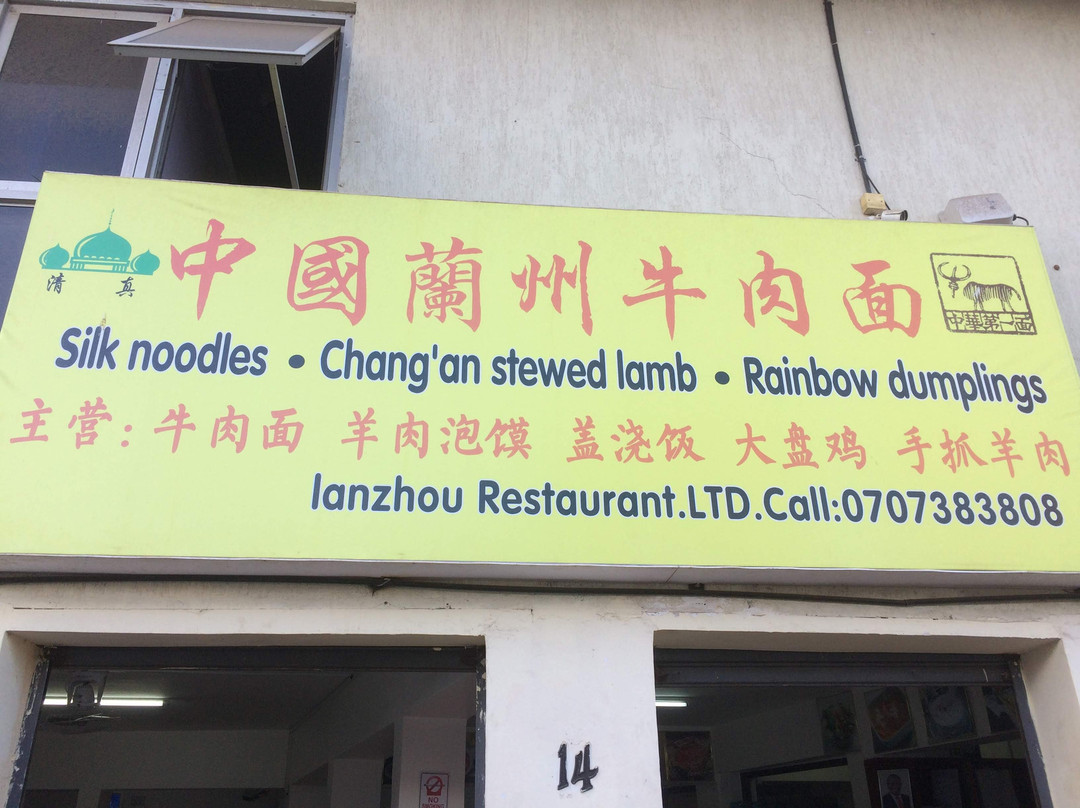 清真
中國蘭州牛肉面
中華第一面
Silk noodles • Chang'an stewed lamb • Rainbow dumplings
主营：牛肉面 羊肉泡馍 盖浇饭 大盘鸡 手抓羊肉
lanzhou Restaurant.LTD.Call:0707383808
14
NO SMOKING